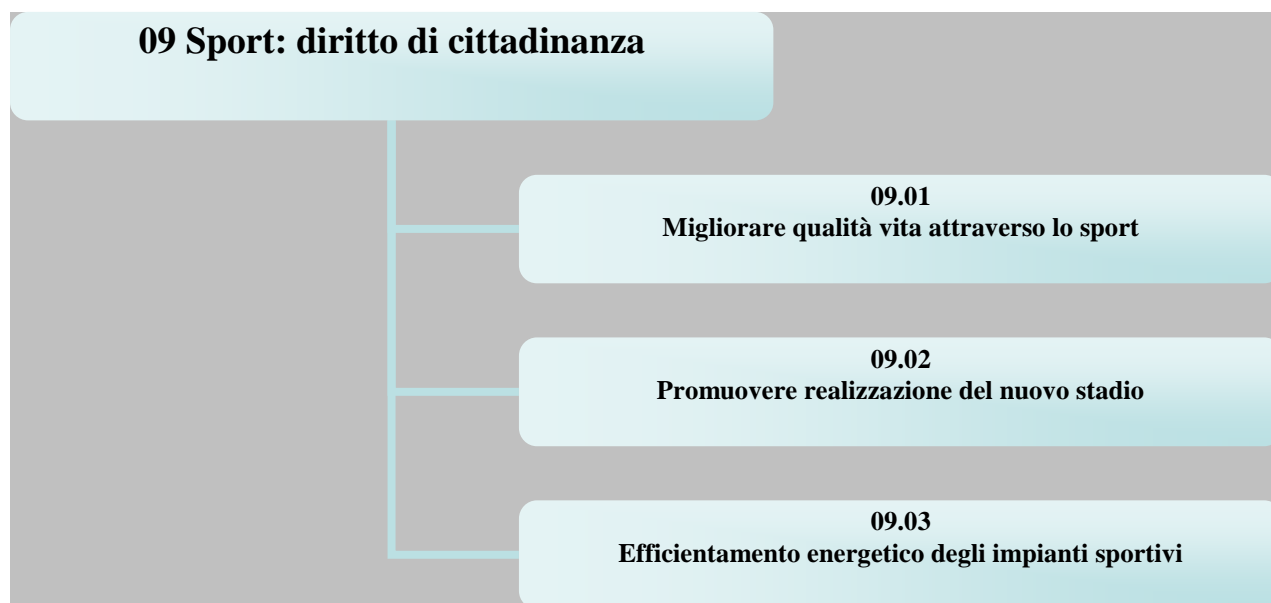 09 Sport: diritto di cittadinanza
09.01
Migliorare qualità vita attraverso lo sport
09.02
Promuovere realizzazione del nuovo stadio
09.03
Efficientamento energetico degli impianti sportivi